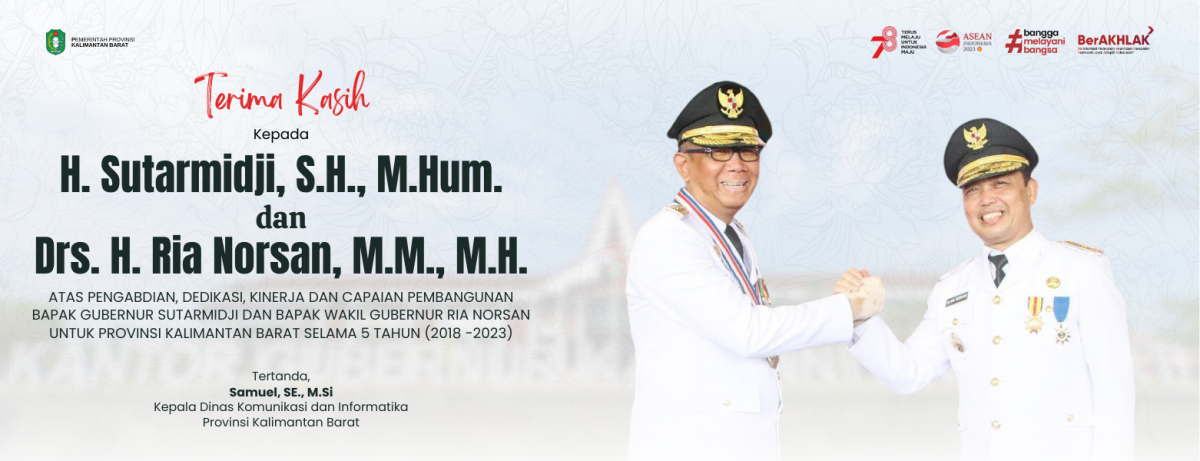 PEMERINTAH PROVINSI
KALIMANTAN BARAT
78
TERUS
MELAJU
UNTUK
INDONESIA
MAJU
ASEAN
INDONESIA
2023
#bangga
melayani
bangsa
BerAKHLAK
Terima Kasih
Kepada
H. Sutarmidji, S.H., M.Hum.
dan
Drs. H. Ria Norsan, M.M., M.H.
ATAS PENGABDIAN, DEDIKASI, KINERJA DAN CAPAIAN PEMBANGUNAN
BAPAK GUBERNUR SUTARMIDJI DAN BAPAK WAKIL GUBERNUR RIA NORSAN
UNTUK PROVINSI KALIMANTAN BARAT SELAMA 5 TAHUN (2018 -2023)
KANTOR GUBERNUR
Tertanda,
Samuel, SE., M.Si
Kepala Dinas Komunikasi dan Informatika
Provinsi Kalimantan Barat